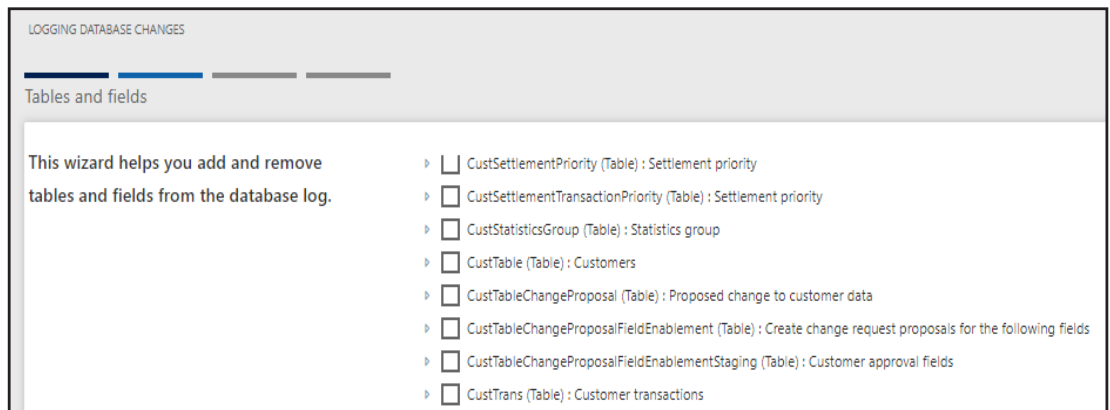 LOGGING DATABASE CHANGES
Tables and fields
This wizard helps you add and remove
tables and fields from the database log.
CustSettlementPriority (Table) : Settlement priority
CustSettlementTransactionPriority (Table) : Settlement priority
CustStatisticsGroup (Table) : Statistics group
CustTable (Table) : Customers
CustTableChangeProposal (Table) : Proposed change to customer data
CustTableChangeProposalFieldEnablement (Table) : Create change request proposals for the following fields
CustTableChangeProposalFieldEnablementStaging (Table) : Customer approval fields
CustTrans (Table) : Customer transactions